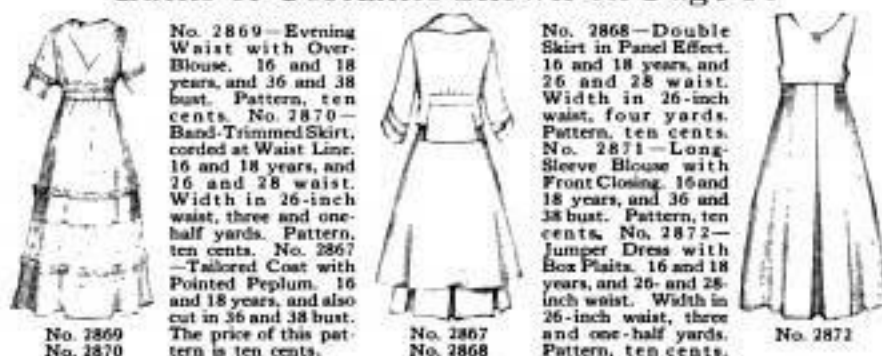 No. 2869—Evening
Waist with Over-
Blouse. 16 and 18
years, and 36 and 38
bust. Pattern, ten
cents. No. 2870—
Band-Trimmed Skirt,
corded at Waist Line.
16 and 18 years, and
26 and 28 waist.
Width in 26-inch
waist, three and one-
half yards. Pattern,
ten cents. No. 2867
—Tailored Coat with
Pointed Peplum. 16
and 18 years, and also
cut in 36 and 38 bust.
The price of this pat-
tern is ten cents.
No. 2868—Double
Skirt in Panel Effect.
16 and 18 years, and
26 and 28 waist.
Width in 26-inch
waist, four yards.
Pattern, ten cents.
No. 2871—Long-
Sleeve Blouse with
Front Closing. 16 and
18 years, and 36 and
38 bust. Pattern, ten
cents. No. 2872—
Jumper Dress with
Box Plaits. 16 and 18
years, and 26- and 28-
inch waist. Width in
26-inch waist, three
and one-half yards.
Pattern, ten cents.
No. 2869
No. 2870
No. 2867
No. 2868
No. 2872